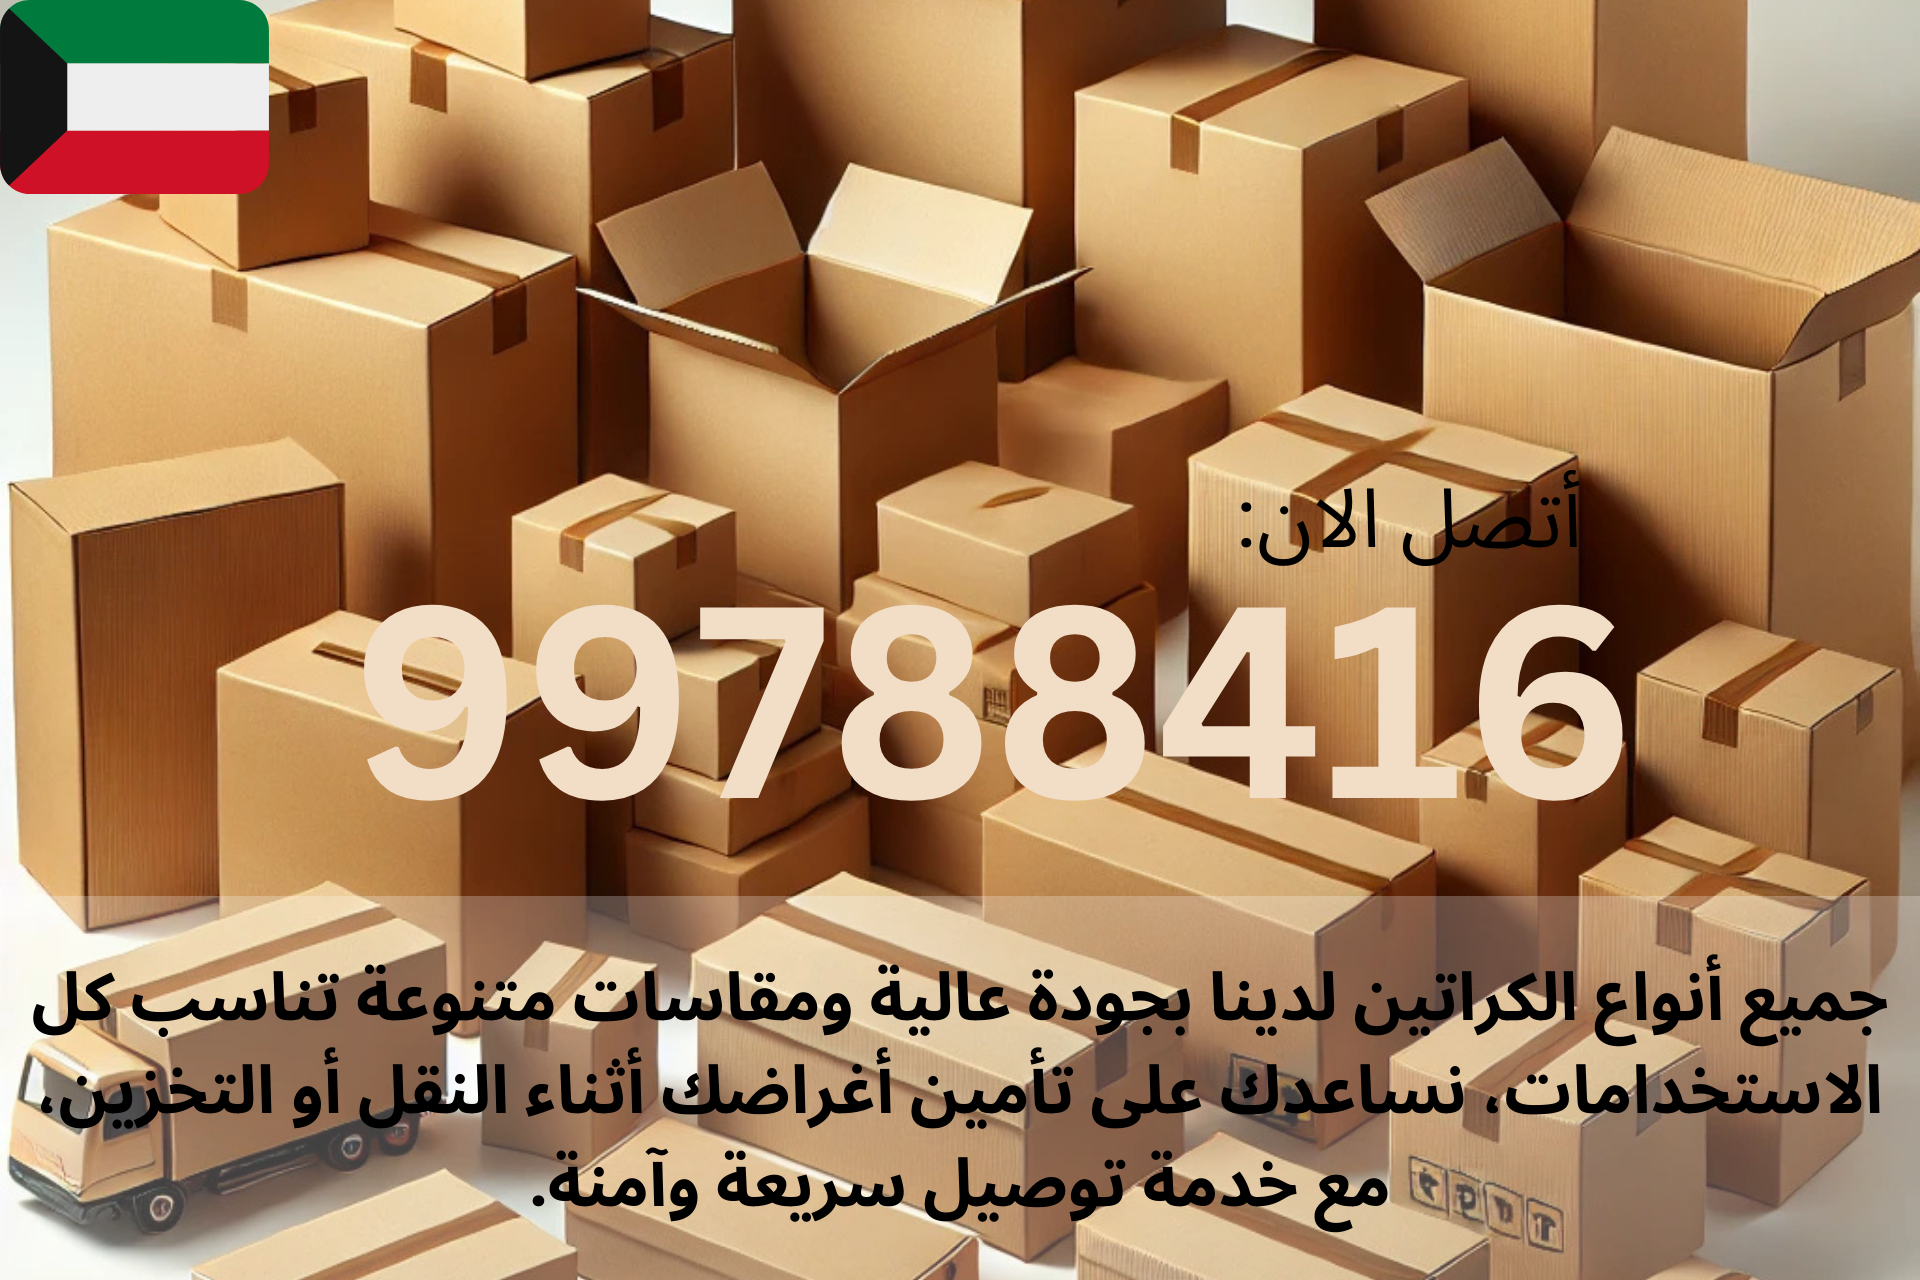 أتصل الان:
99788416
جميع أنواع الكراتين لدينا بجودة عالية ومقاسات متنوعة تناسب كل
الاستخدامات، نساعدك على تأمين أغراضك أثناء النقل أو التخزين،
مع خدمة توصيل سريعة وآمنة.